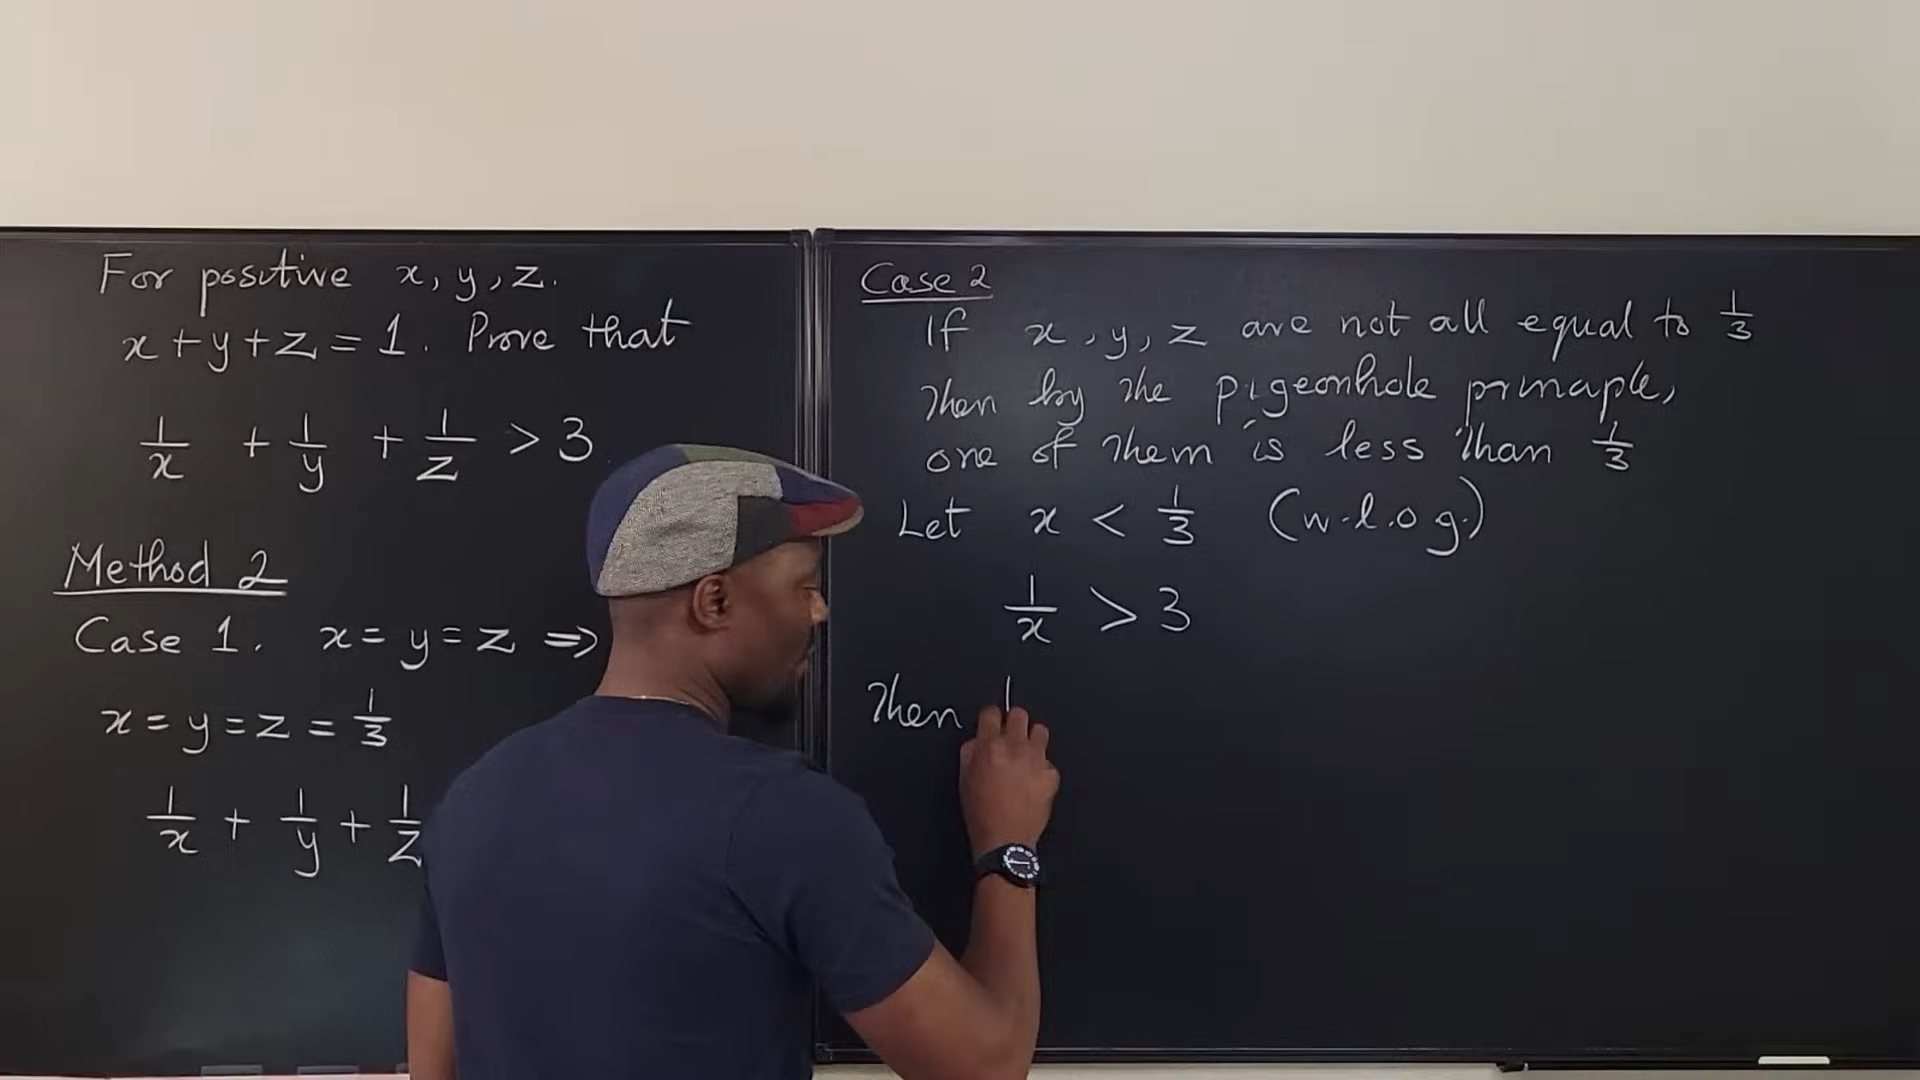 For positive x, y, z.
x + y + z = 1. Prove that
1/x + 1/y + 1/z > 3
Method 2
Case 1. x = y = z ⇒
x = y = z = 1/3
1/x + 1/y + 1/z
Case 2
If x, y, z are not all equal to 1/3
then by the pigeonhole principle,
one of them is less than 1/3
Let x < 1/3 (w.l.o.g.)
1/x > 3
Then 1